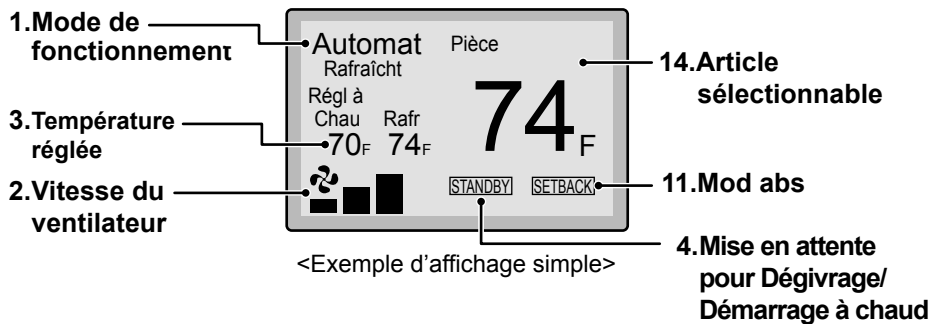 1.Mode de
fonctionnement
Automat
Rafraîcht
Pièce
14.Article
sélectionnable
Régl à
Chau Rafr
70F 74F
74F
3.Température
réglée
2.Vitesse du
ventilateur
STANDBY SETBACK
11.Mod abs
4.Mise en attente
pour Dégivrage/
Démarrage à chaud
<Exemple d'affichage simple>